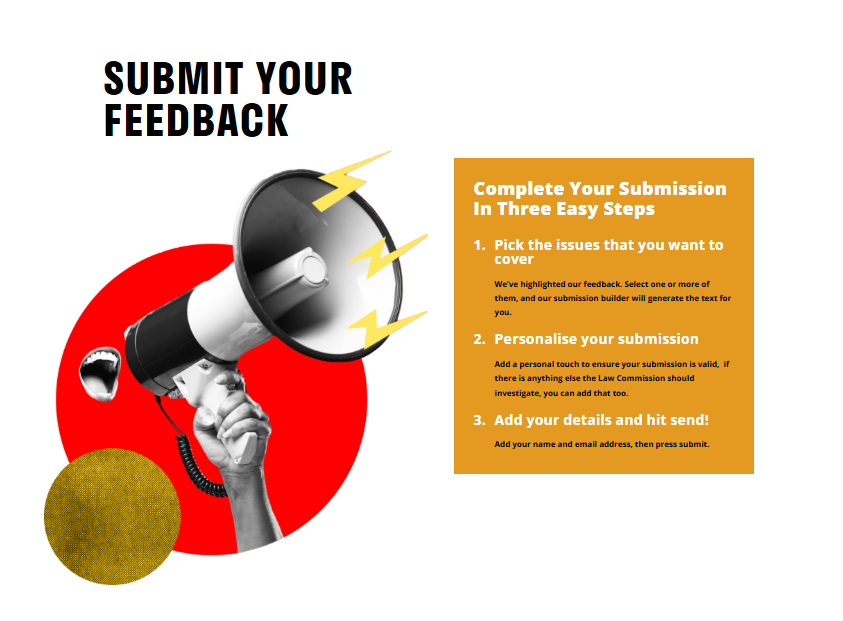 SUBMIT YOUR
FEEDBACK
Complete Your Submission
In Three Easy Steps
1. Pick the issues that you want to
cover
We've highlighted our feedback. Select one or more of
them, and our submission builder will generate the text for
you.
2. Personalise your submission
Add a personal touch to ensure your submission is valid, if
there is anything else the Law Commission should
investigate, you can add that too.
3. Add your details and hit send!
Add your name and email address, then press submit.